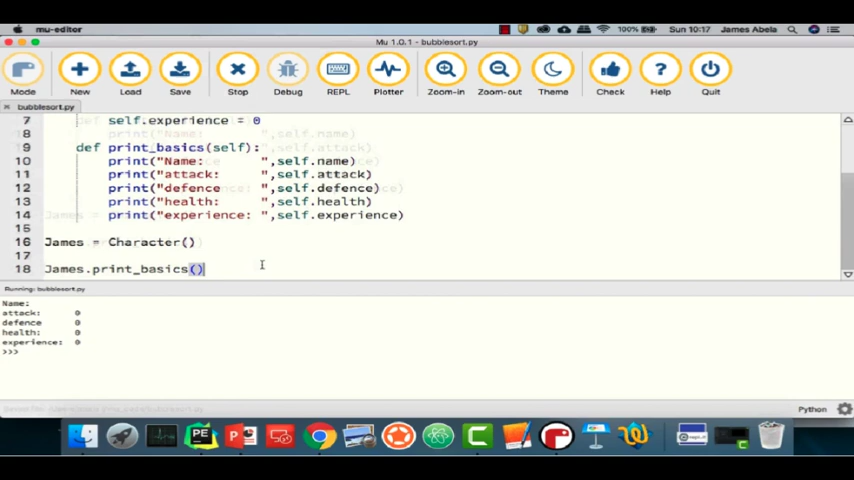 mu-editor 100% Sun 10:17 James Abela
Mu 1.0.1 - bubblesort.py
Mode New Load Save Stop Debug REPL Plotter Zoom-in Zoom-out Theme Check Help Quit
bubblesort.py
7 self.experience = 0
8
9 def print_basics(self):
10 print("Name:       ",self.name)
11 print("attack:     ",self.attack)
12 print("defence     ",self.defence)
13 print("health:     ",self.health)
14 print("experience: ",self.experience)
15
16 James = Character()
17
18 James.print_basics()
Running: bubblesort.py
Name:
attack:      0
defence      0
health:      0
experience:  0
>>>
Python